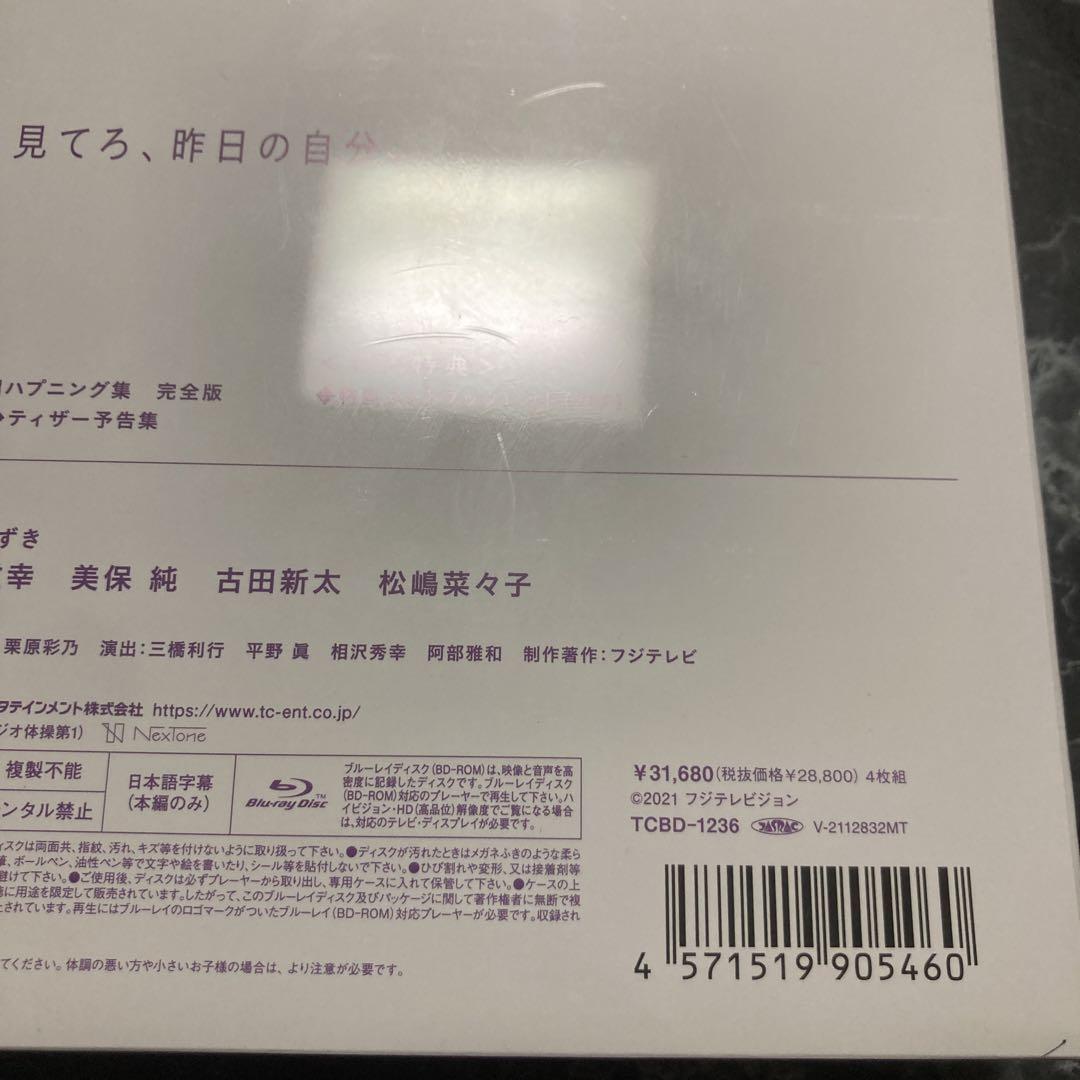 見てろ、昨日の自分
ハプニング集 完全版
ティザー予告集
ずき
幸 美保 純 古田新太 松嶋菜々子
栗原彩乃 演出：三橋利行 平野 眞 相沢秀幸 阿部雅和 制作著作：フジテレビ
タテインメント株式会社 https://www.tc-ent.co.jp/
ジオ体操第1) NexTone
複製不能
ンタル禁止
日本語字幕
(本編のみ)
Blu-ray Disc™
ブルーレイディスク(BD-ROM)は、映像と音声を高
密度に記録したディスクです。ブルーレイディスク
(BD-ROM)対応のプレーヤーで再生して下さい。ハ
イビジョン・HD(高品位)解像度でご覧になる場合
は、対応のテレビ・ディスプレイが必要です。
￥31,680(税抜価格￥28,800) 4枚組
©2021 フジテレビジョン
TCBD-1236 JASRAC V-2112832MT
ィスクは両面共、指紋、汚れ、キズ等を付けないように取り扱って下さい。●ディスクが汚れたときはメガネふきのような柔ら
筆、ボールペン、油性ペン等で文字や絵を書いたり、シール等を貼付しないで下さい。●ひび割れや変形、又は接着剤等
避けて下さい。●ご使用後、ディスクは必ずプレーヤーから取り出し、専用ケースに入れて保管して下さい。●ケースの上
に用途を限定して販売されています。したがって、このブルーレイディスク及びパッケージに関して著作権者に無断で複
されています。再生にはブルーレイのロゴマークがついたブルーレイ(BD-ROM)対応プレーヤーが必要です。収録され
てください。体調の悪い方や小さいお子様の場合は、より注意が必要です。
4 571519 905460